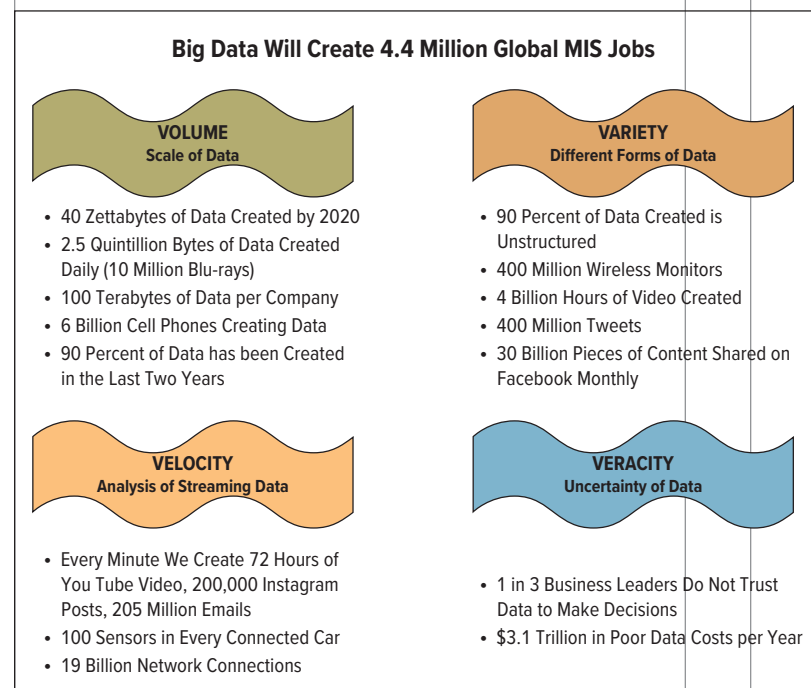 Big Data Will Create 4.4 Million Global MIS Jobs
VOLUME
Scale of Data
• 40 Zettabytes of Data Created by 2020
• 2.5 Quintillion Bytes of Data Created
Daily (10 Million Blu-rays)
• 100 Terabytes of Data per Company
• 6 Billion Cell Phones Creating Data
• 90 Percent of Data has been Created
in the Last Two Years
VARIETY
Different Forms of Data
• 90 Percent of Data Created is
Unstructured
• 400 Million Wireless Monitors
• 4 Billion Hours of Video Created
• 400 Million Tweets
• 30 Billion Pieces of Content Shared on
Facebook Monthly
VELOCITY
Analysis of Streaming Data
• Every Minute We Create 72 Hours of
You Tube Video, 200,000 Instagram
Posts, 205 Million Emails
• 100 Sensors in Every Connected Car
• 19 Billion Network Connections
VERACITY
Uncertainty of Data
• 1 in 3 Business Leaders Do Not Trust
Data to Make Decisions
• $3.1 Trillion in Poor Data Costs per Year